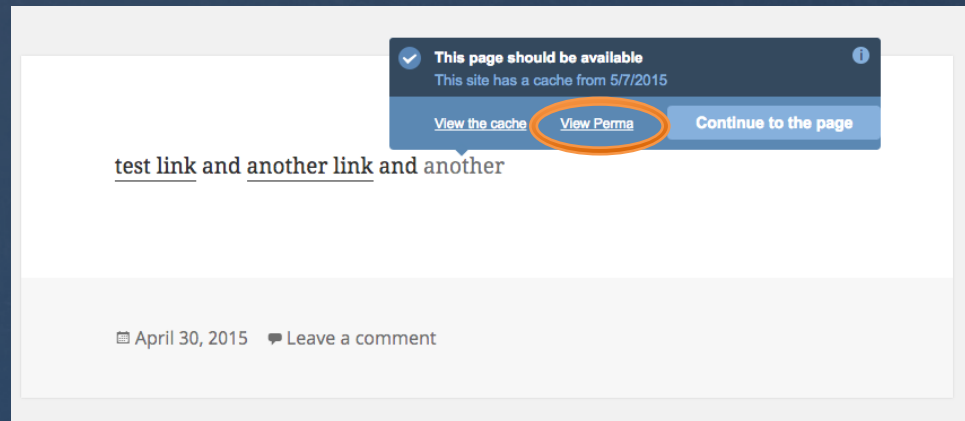 This page should be available
This site has a cache from 5/7/2015
View the cache View Perma Continue to the page
test link and another link and another
April 30, 2015 Leave a comment